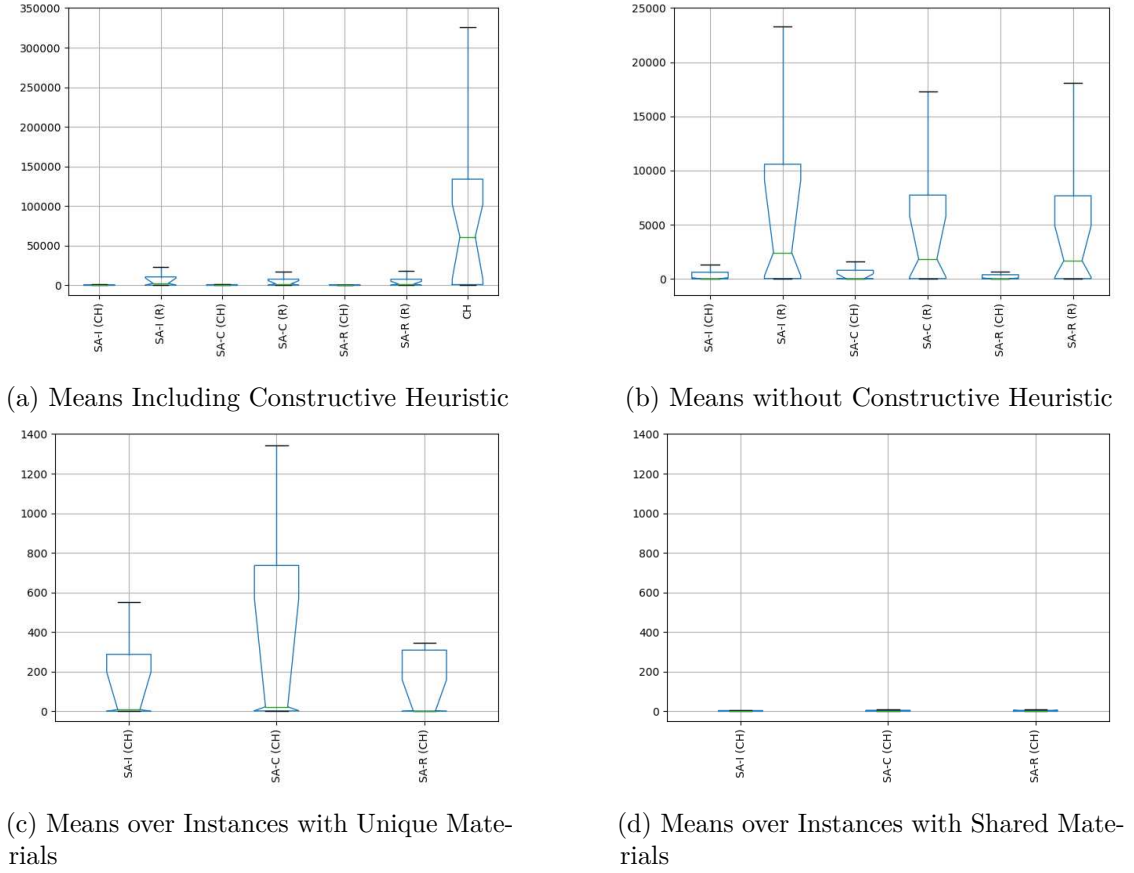 350000
300000
250000
200000
150000
100000
50000
0
SA-I (CH)
SA-I (R)
SA-C (CH)
SA-C (R)
SA-R (CH)
SA-R (R)
CH
(a) Means Including Constructive Heuristic
25000
20000
15000
10000
5000
0
SA-I (CH)
SA-I (R)
SA-C (CH)
SA-C (R)
SA-R (CH)
SA-R (R)
(b) Means without Constructive Heuristic
1400
1200
1000
800
600
400
200
0
SA-I (CH)
SA-C (CH)
SA-R (CH)
(c) Means over Instances with Unique Mate-
rials
1400
1200
1000
800
600
400
200
0
SA-I (CH)
SA-C (CH)
SA-R (CH)
(d) Means over Instances with Shared Mate-
rials